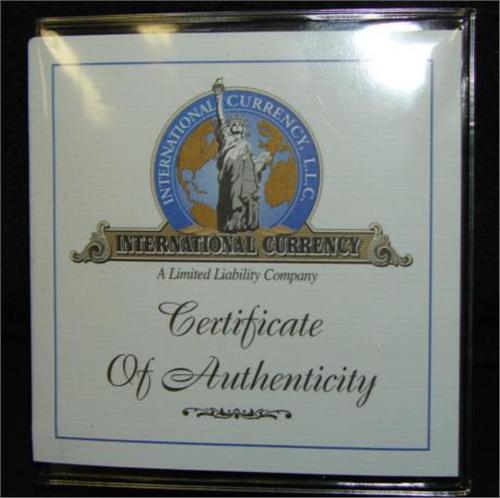 INTERNATIONAL CURRENCY, L.L.C.
INTERNATIONAL CURRENCY
A Limited Liability Company
Certificate
Of Authenticity